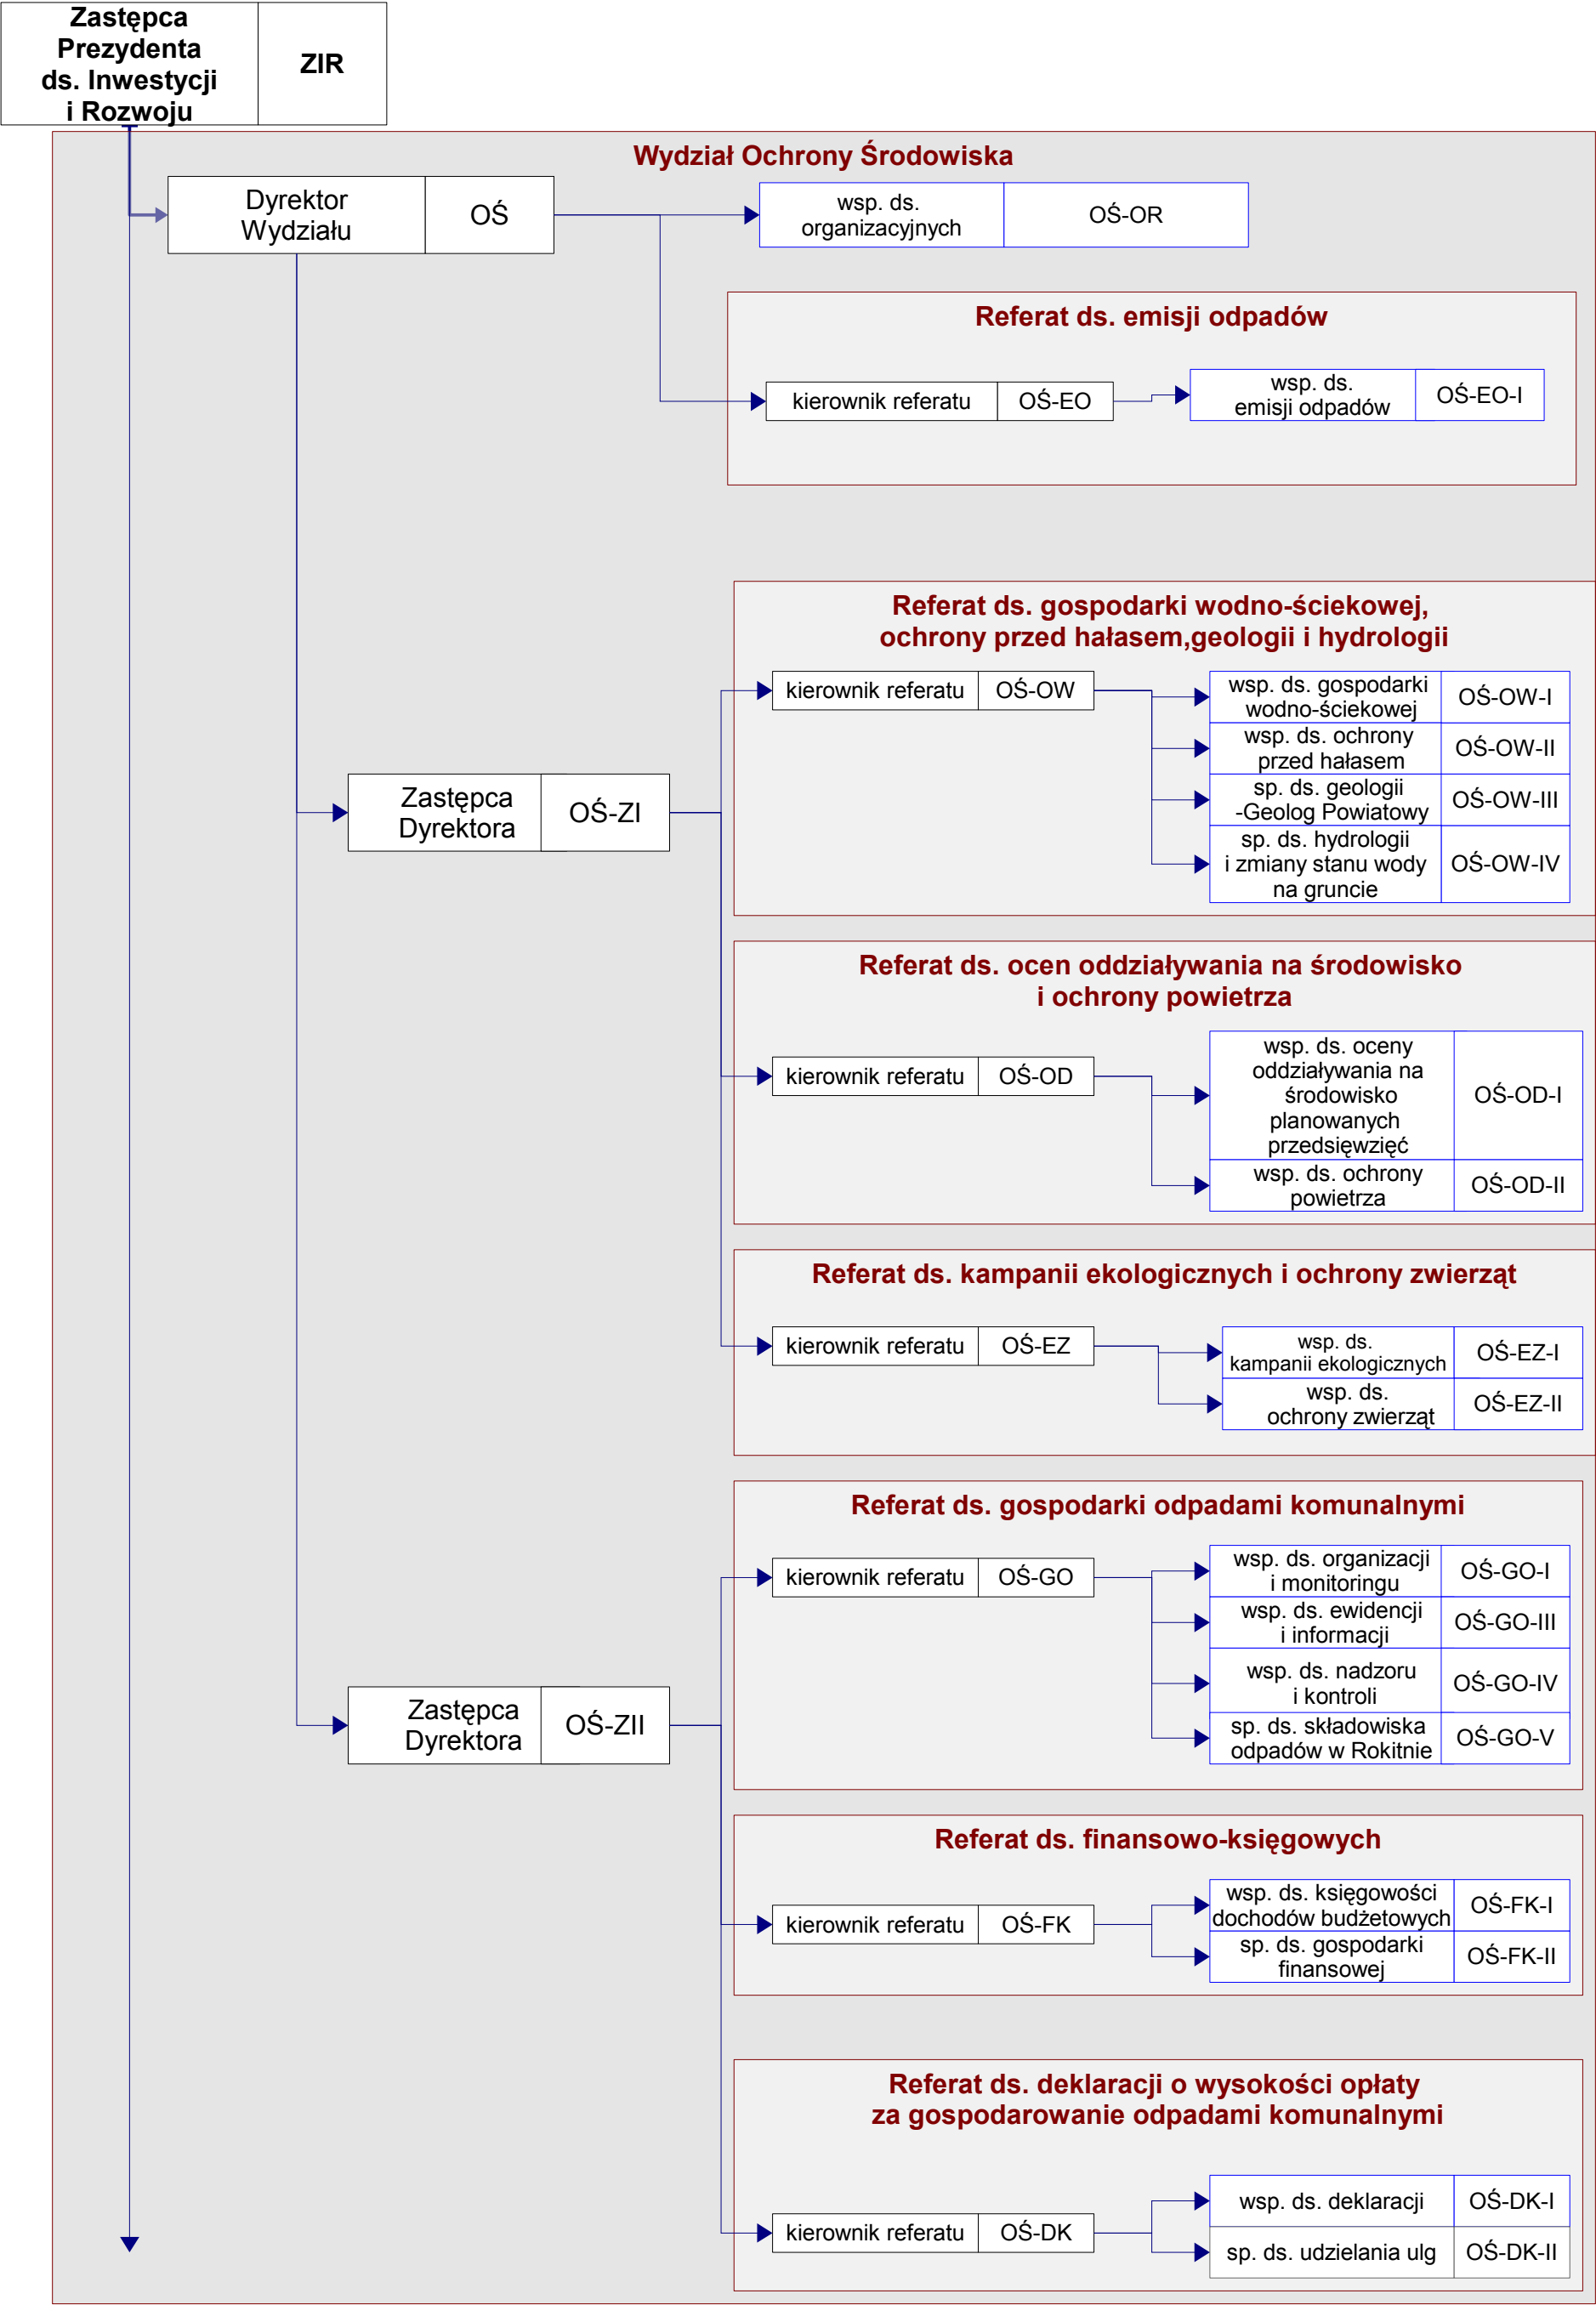 Zastępca
Prezydenta
ds. Inwestycji
i Rozwoju
ZIR
Wydział Ochrony Środowiska
Dyrektor
Wydziału
OŚ
wsp. ds.
organizacyjnych
OŚ-OR
Referat ds. emisji odpadów
kierownik referatu
OŚ-EO
wsp. ds.
emisji odpadów
OŚ-EO-I
Referat ds. gospodarki wodno-ściekowej,
ochrony przed hałasem,geologii i hydrologii
kierownik referatu
OŚ-OW
wsp. ds. gospodarki
wodno-ściekowej
OŚ-OW-I
wsp. ds. ochrony
przed hałasem
OŚ-OW-II
sp. ds. geologii
-Geolog Powiatowy
OŚ-OW-III
sp. ds. hydrologii
i zmiany stanu wody
na gruncie
OŚ-OW-IV
Zastępca
Dyrektora
OŚ-ZI
Referat ds. ocen oddziaływania na środowisko
i ochrony powietrza
kierownik referatu
OŚ-OD
wsp. ds. oceny
oddziaływania na
środowisko
planowanych
przedsięwzięć
OŚ-OD-I
wsp. ds. ochrony
powietrza
OŚ-OD-II
Referat ds. kampanii ekologicznych i ochrony zwierząt
kierownik referatu
OŚ-EZ
wsp. ds.
kampanii ekologicznych
OŚ-EZ-I
wsp. ds.
ochrony zwierząt
OŚ-EZ-II
Referat ds. gospodarki odpadami komunalnymi
kierownik referatu
OŚ-GO
wsp. ds. organizacji
i monitoringu
OŚ-GO-I
wsp. ds. ewidencji
i informacji
OŚ-GO-III
wsp. ds. nadzoru
i kontroli
OŚ-GO-IV
sp. ds. składowiska
odpadów w Rokitnie
OŚ-GO-V
Zastępca
Dyrektora
OŚ-ZII
Referat ds. finansowo-księgowych
kierownik referatu
OŚ-FK
wsp. ds. księgowości
dochodów budżetowych
OŚ-FK-I
sp. ds. gospodarki
finansowej
OŚ-FK-II
Referat ds. deklaracji o wysokości opłaty
za gospodarowanie odpadami komunalnymi
kierownik referatu
OŚ-DK
wsp. ds. deklaracji
OŚ-DK-I
sp. ds. udzielania ulg
OŚ-DK-II